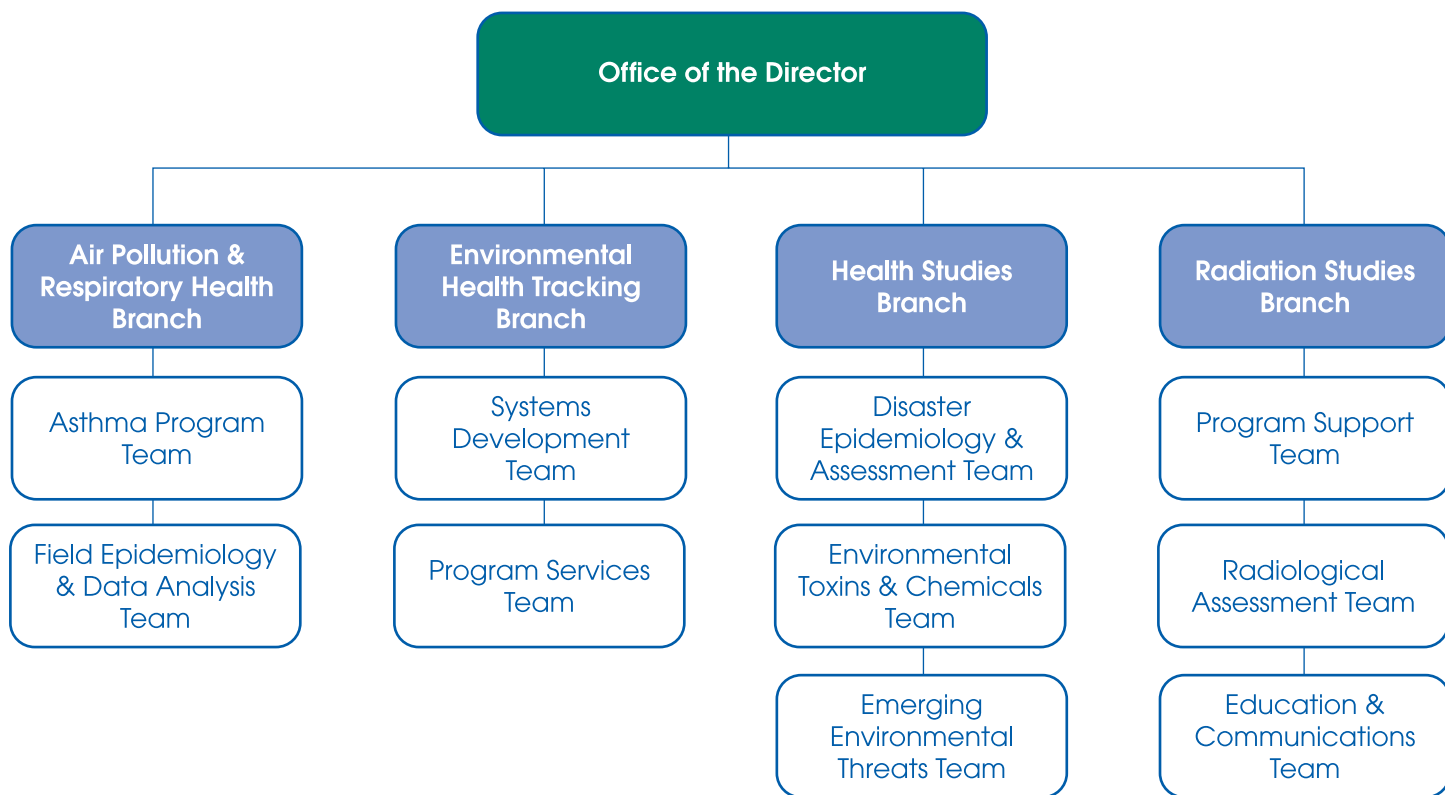 Office of the Director
Air Pollution &
Respiratory Health
Branch
Environmental
Health Tracking
Branch
Health Studies
Branch
Radiation Studies
Branch
Asthma Program
Team
Systems
Development
Team
Disaster
Epidemiology &
Assessment Team
Program Support
Team
Field Epidemiology
& Data Analysis
Team
Program Services
Team
Environmental
Toxins & Chemicals
Team
Radiological
Assessment Team
Emerging
Environmental
Threats Team
Education &
Communications
Team